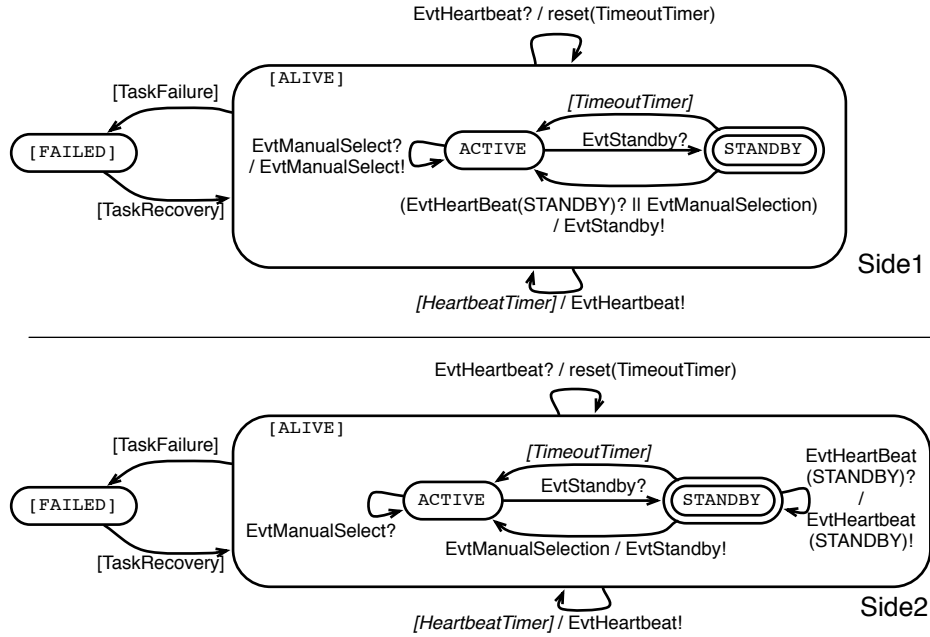 EvtHeartbeat? / reset(TimeoutTimer)
[ALIVE]
[TaskFailure]
[TimeoutTimer]
[FAILED]
EvtManualSelect?
/ EvtManualSelect!
ACTIVE
EvtStandby?
STANDBY
[TaskRecovery]
(EvtHeartBeat(STANDBY)? || EvtManualSelection)
/ EvtStandby!
Side1
[HeartbeatTimer] / EvtHeartbeat!
EvtHeartbeat? / reset(TimeoutTimer)
[ALIVE]
[TaskFailure]
[TimeoutTimer]
[FAILED]
EvtManualSelect?
ACTIVE
EvtStandby?
STANDBY
EvtHeartBeat
(STANDBY)?
/
EvtHeartbeat
(STANDBY)!
[TaskRecovery]
EvtManualSelection / EvtStandby!
Side2
[HeartbeatTimer] / EvtHeartbeat!